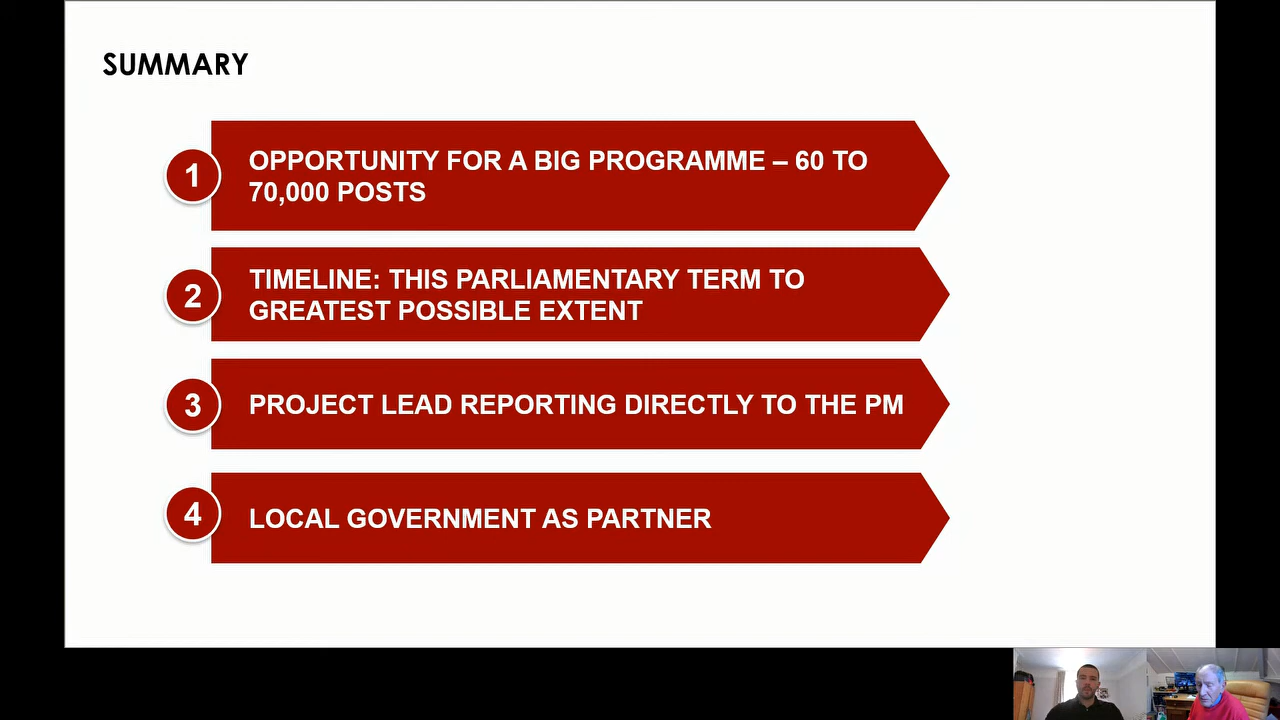 SUMMARY
1
OPPORTUNITY FOR A BIG PROGRAMME – 60 TO
70,000 POSTS
2
TIMELINE: THIS PARLIAMENTARY TERM TO
GREATEST POSSIBLE EXTENT
3
PROJECT LEAD REPORTING DIRECTLY TO THE PM
4
LOCAL GOVERNMENT AS PARTNER